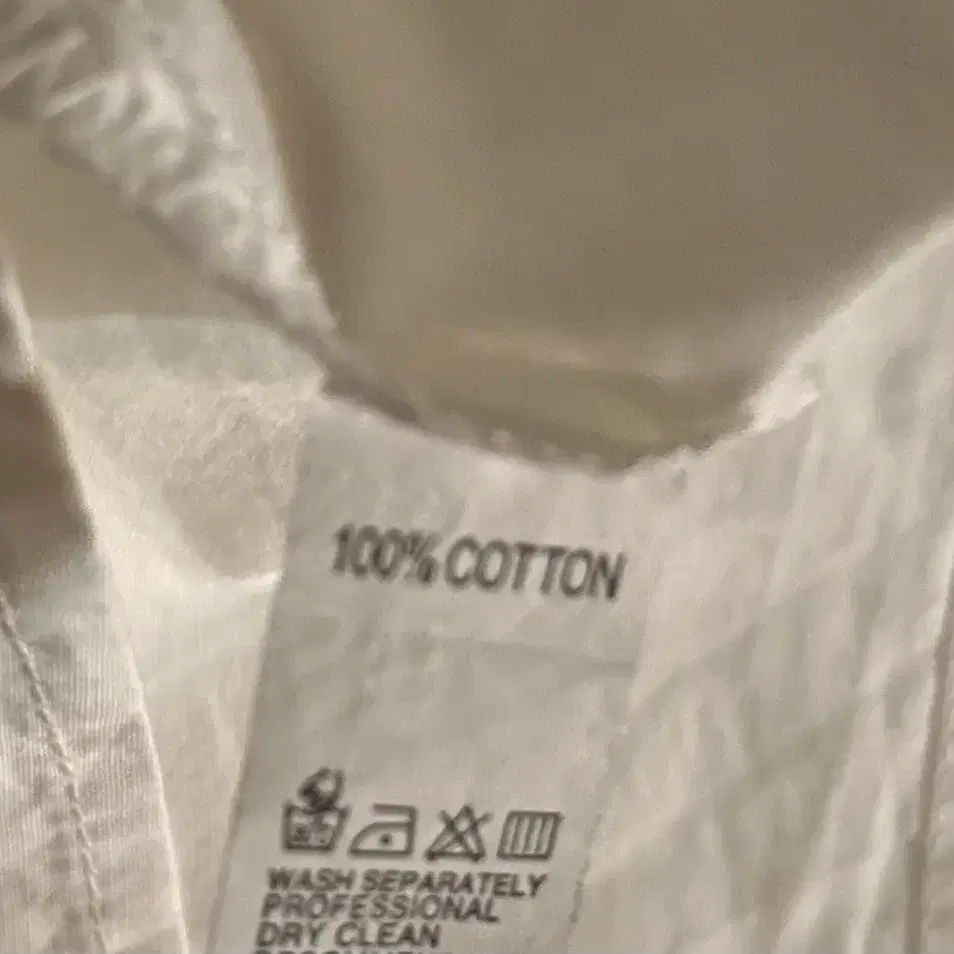 100% COTTON
WASH SEPARATELY
PROFESSIONAL
DRY CLEAN